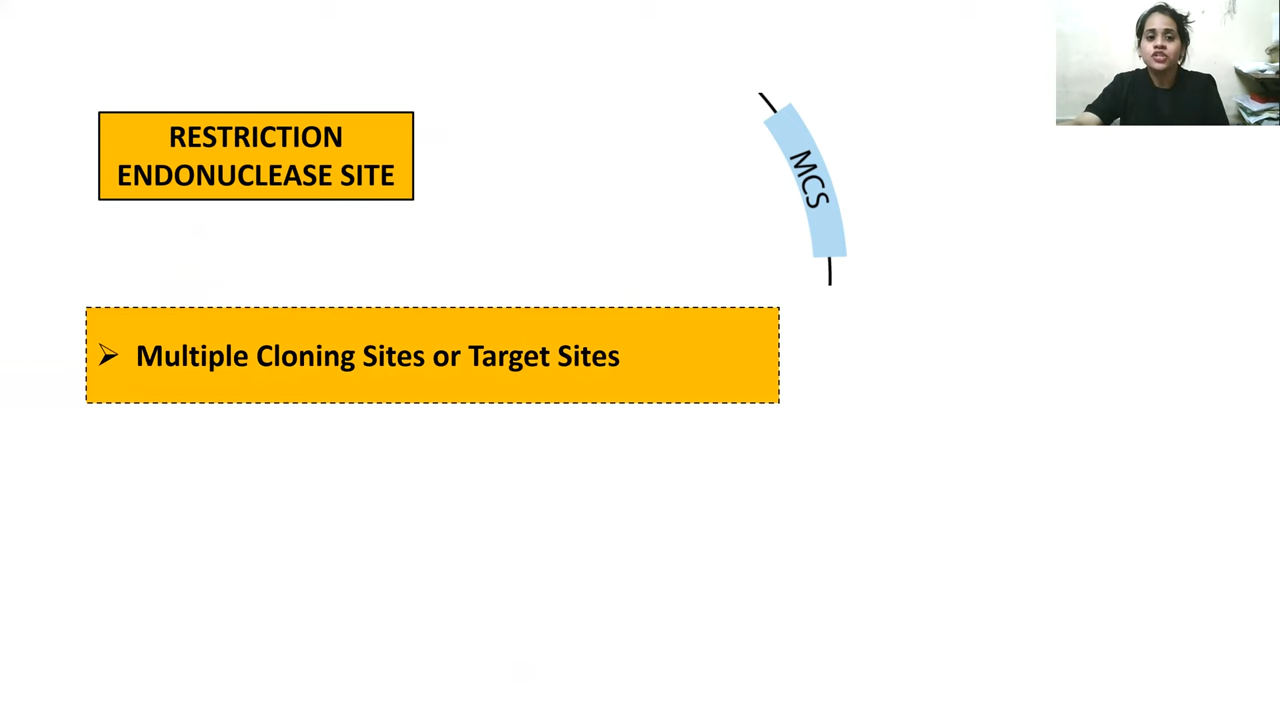 RESTRICTION
ENDONUCLEASE SITE
MCS
➢ Multiple Cloning Sites or Target Sites